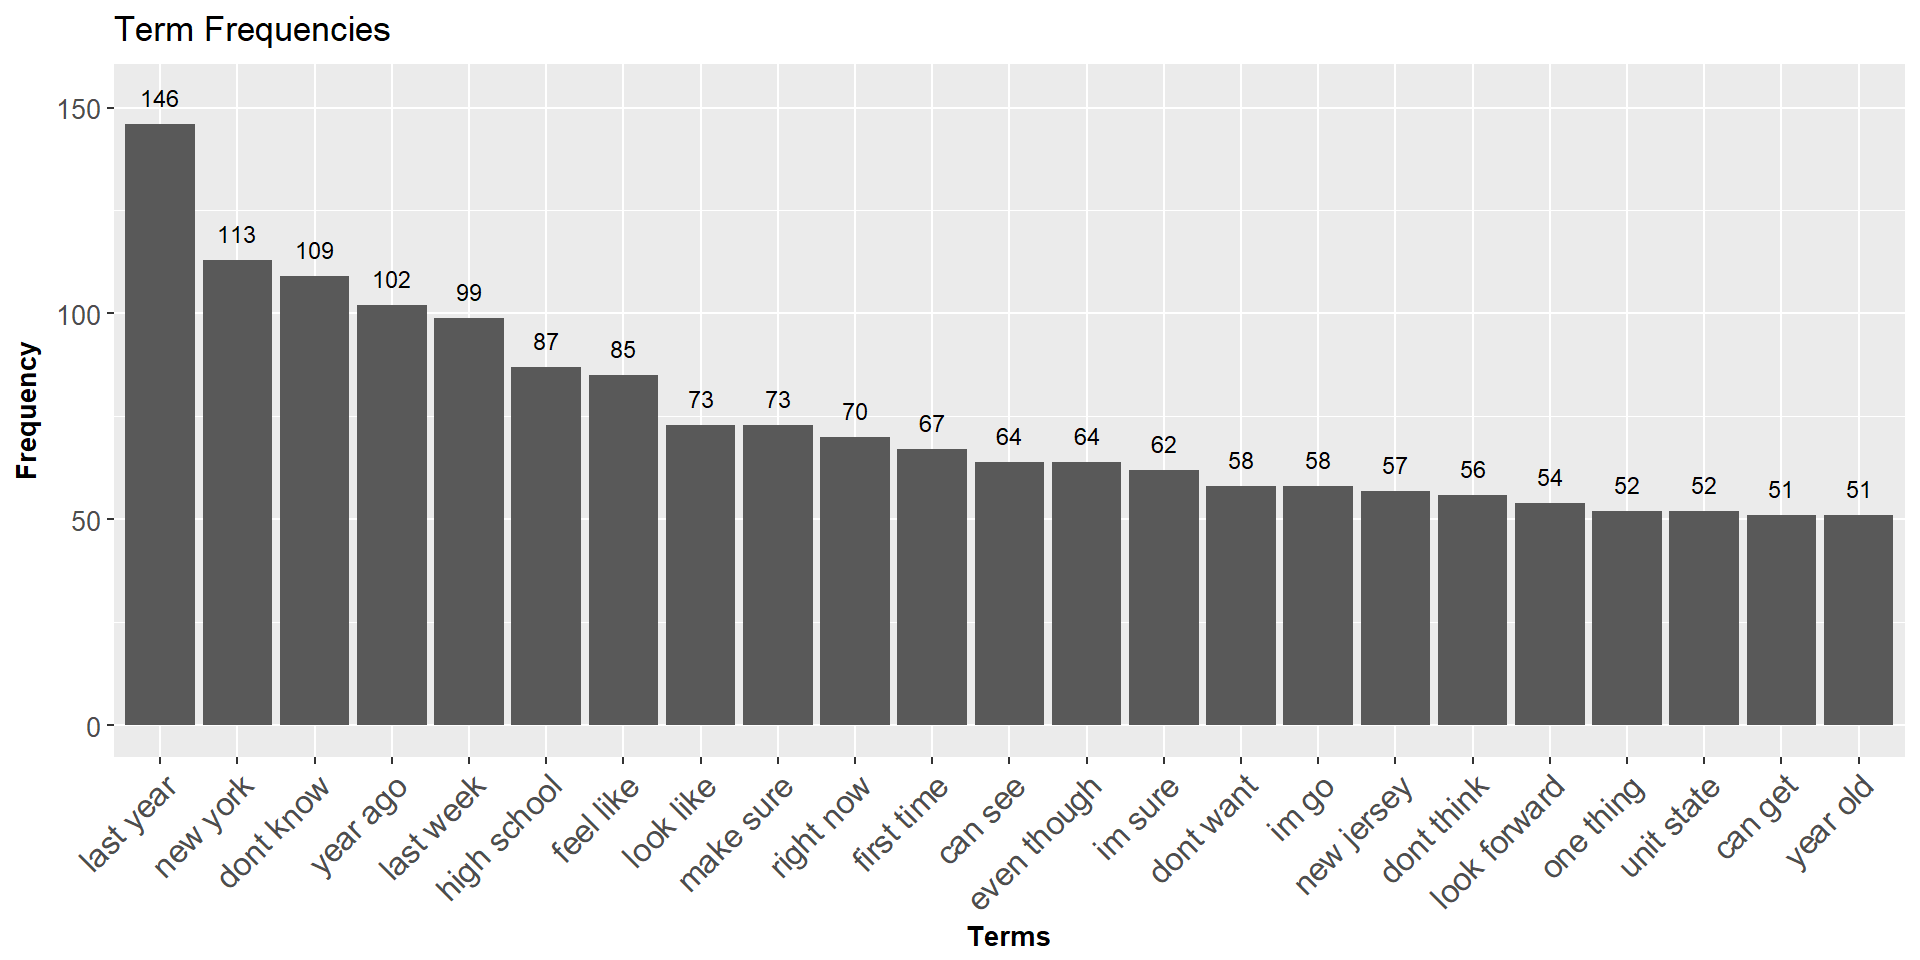 Term Frequencies
Frequency
150
100
50
0
146
113
109
102
99
87
85
73
73
70
67
64
64
62
58
58
57
56
54
52
52
51
51
last year
new york
dont know
year ago
last week
high school
feel like
look like
make sure
right now
first time
can see
even though
im sure
dont want
im go
new jersey
dont think
look forward
one thing
unit state
can get
year old
Terms